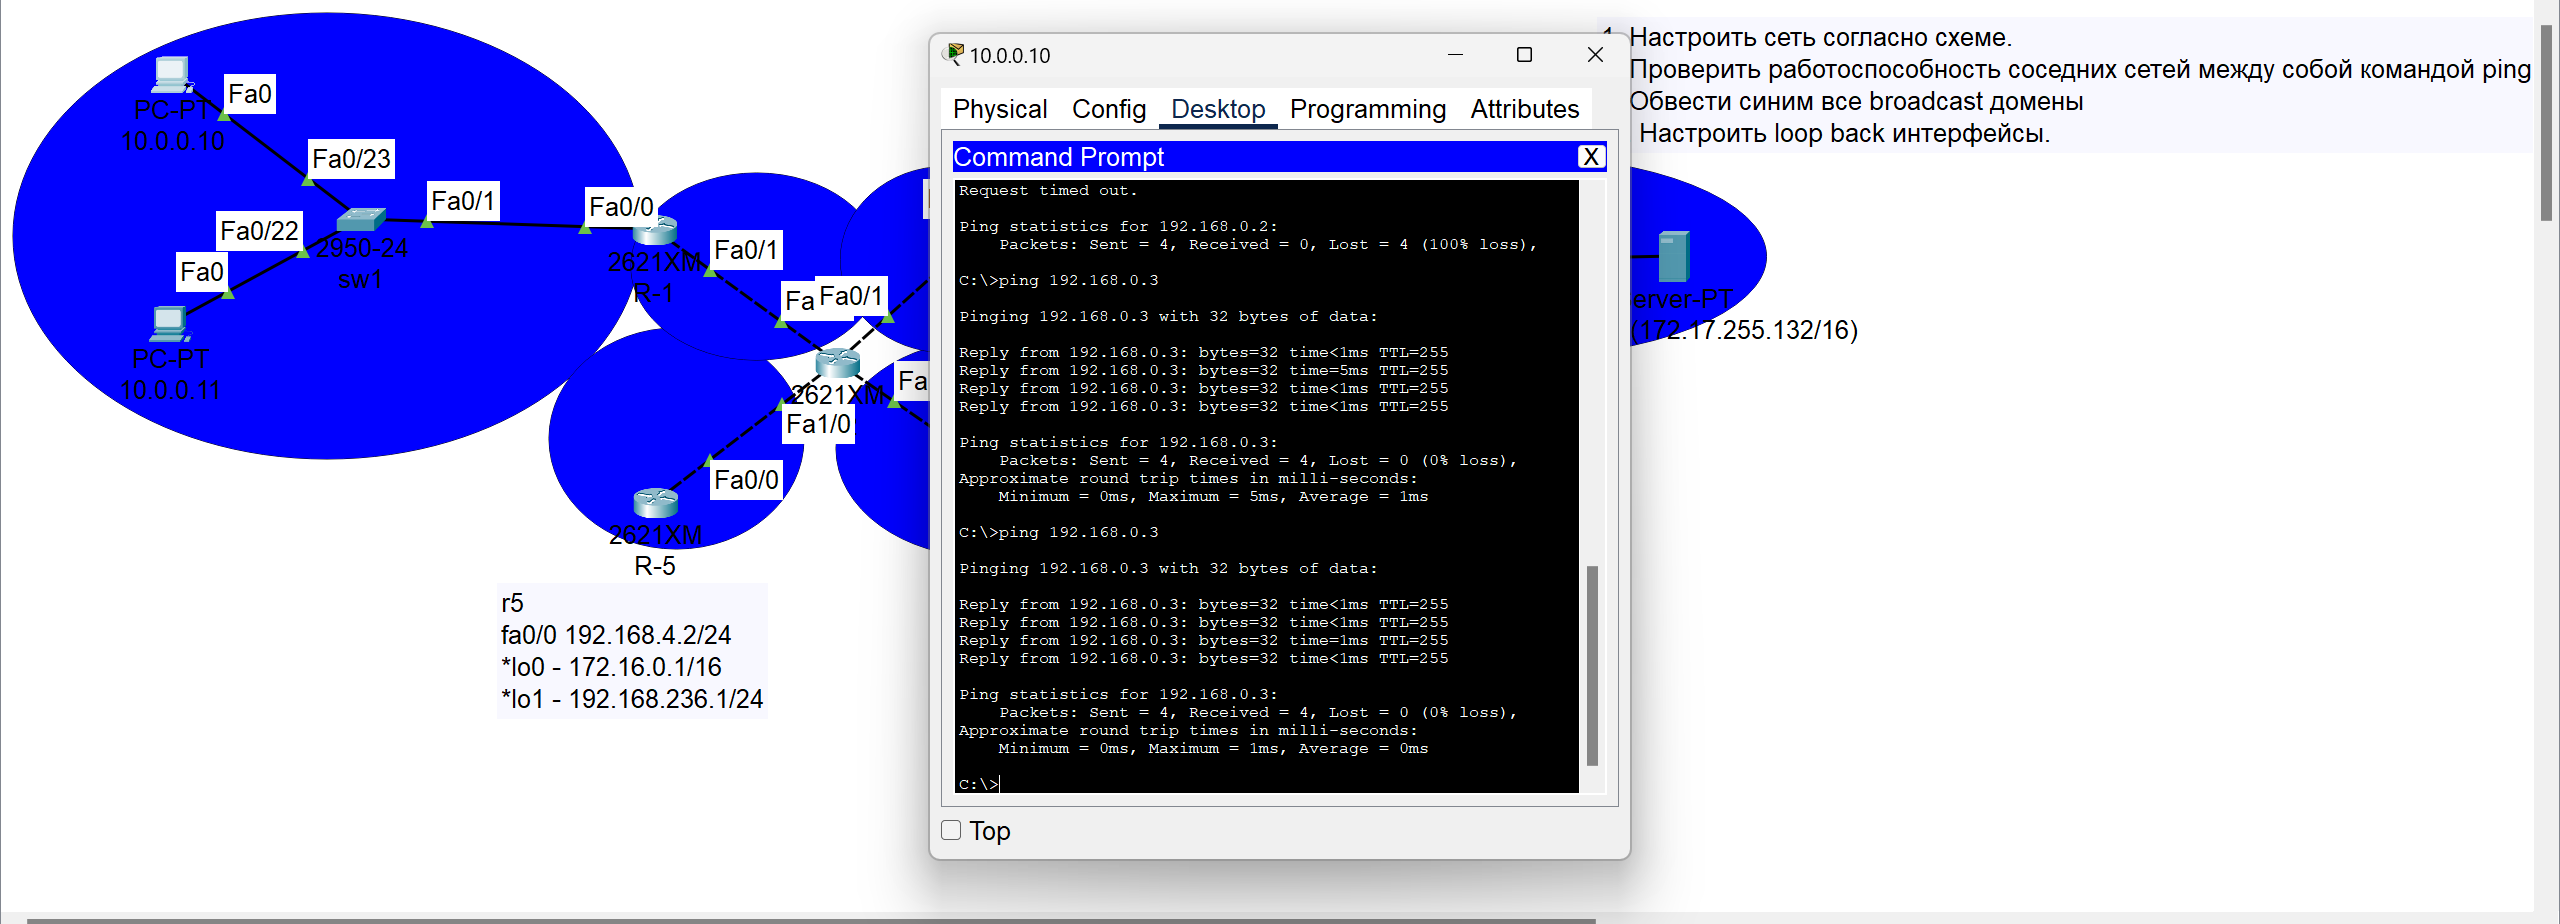 PC-PT
10.0.0.10
Fa0
Fa0/23
Fa0/22
Fa0
PC-PT
10.0.0.11
2950-24
sw1
Fa0/1
Fa0/0
2621XM
R-1
Fa0/1
Fa
Fa0/1
2621XM
Fa
Fa1/0
Fa0/0
2621XM
R-5
r5
fa0/0 192.168.4.2/24
*lo0 - 172.16.0.1/16
*lo1 - 192.168.236.1/24
10.0.0.10
Physical Config Desktop Programming Attributes
Command Prompt
X
Request timed out.
Ping statistics for 192.168.0.2:
Packets: Sent = 4, Received = 0, Lost = 4 (100% loss),
C:\>ping 192.168.0.3
Pinging 192.168.0.3 with 32 bytes of data:
Reply from 192.168.0.3: bytes=32 time<1ms TTL=255
Reply from 192.168.0.3: bytes=32 time=5ms TTL=255
Reply from 192.168.0.3: bytes=32 time<1ms TTL=255
Reply from 192.168.0.3: bytes=32 time<1ms TTL=255
Ping statistics for 192.168.0.3:
Packets: Sent = 4, Received = 4, Lost = 0 (0% loss),
Approximate round trip times in milli-seconds:
Minimum = 0ms, Maximum = 5ms, Average = 1ms
C:\>ping 192.168.0.3
Pinging 192.168.0.3 with 32 bytes of data:
Reply from 192.168.0.3: bytes=32 time<1ms TTL=255
Reply from 192.168.0.3: bytes=32 time<1ms TTL=255
Reply from 192.168.0.3: bytes=32 time=1ms TTL=255
Reply from 192.168.0.3: bytes=32 time<1ms TTL=255
Ping statistics for 192.168.0.3:
Packets: Sent = 4, Received = 4, Lost = 0 (0% loss),
Approximate round trip times in milli-seconds:
Minimum = 0ms, Maximum = 1ms, Average = 0ms
C:\>
Top
Настроить сеть согласно схеме.
Проверить работоспособность соседних сетей между собой командой ping
Обвести синим все broadcast домены
Настроить loop back интерфейсы.
erver-PT
(172.17.255.132/16)